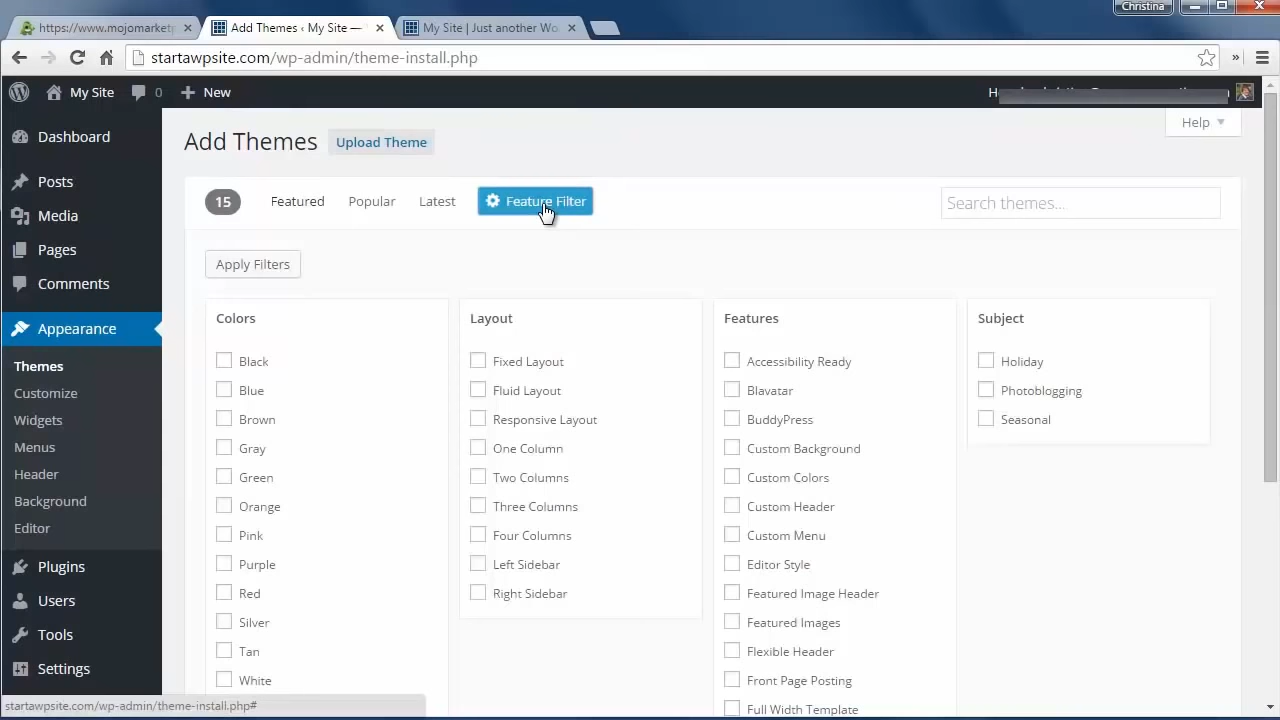 Christina
https://www.mojomarketp
Add Themes ‹ My Site —
My Site | Just another Wo
startawpsite.com/wp-admin/theme-install.php
My Site
0
New
Help
Add Themes
Upload Theme
15
Featured
Popular
Latest
Feature Filter
Search themes...
Apply Filters
Dashboard
Posts
Media
Pages
Comments
Appearance
Themes
Customize
Widgets
Menus
Header
Background
Editor
Plugins
Users
Tools
Settings
Colors
Black
Blue
Brown
Gray
Green
Orange
Pink
Purple
Red
Silver
Tan
White
Layout
Fixed Layout
Fluid Layout
Responsive Layout
One Column
Two Columns
Three Columns
Four Columns
Left Sidebar
Right Sidebar
Features
Accessibility Ready
Blavatar
BuddyPress
Custom Background
Custom Colors
Custom Header
Custom Menu
Editor Style
Featured Image Header
Featured Images
Flexible Header
Front Page Posting
Full Width Template
Subject
Holiday
Photoblogging
Seasonal
startawpsite.com/wp-admin/theme-install.php#